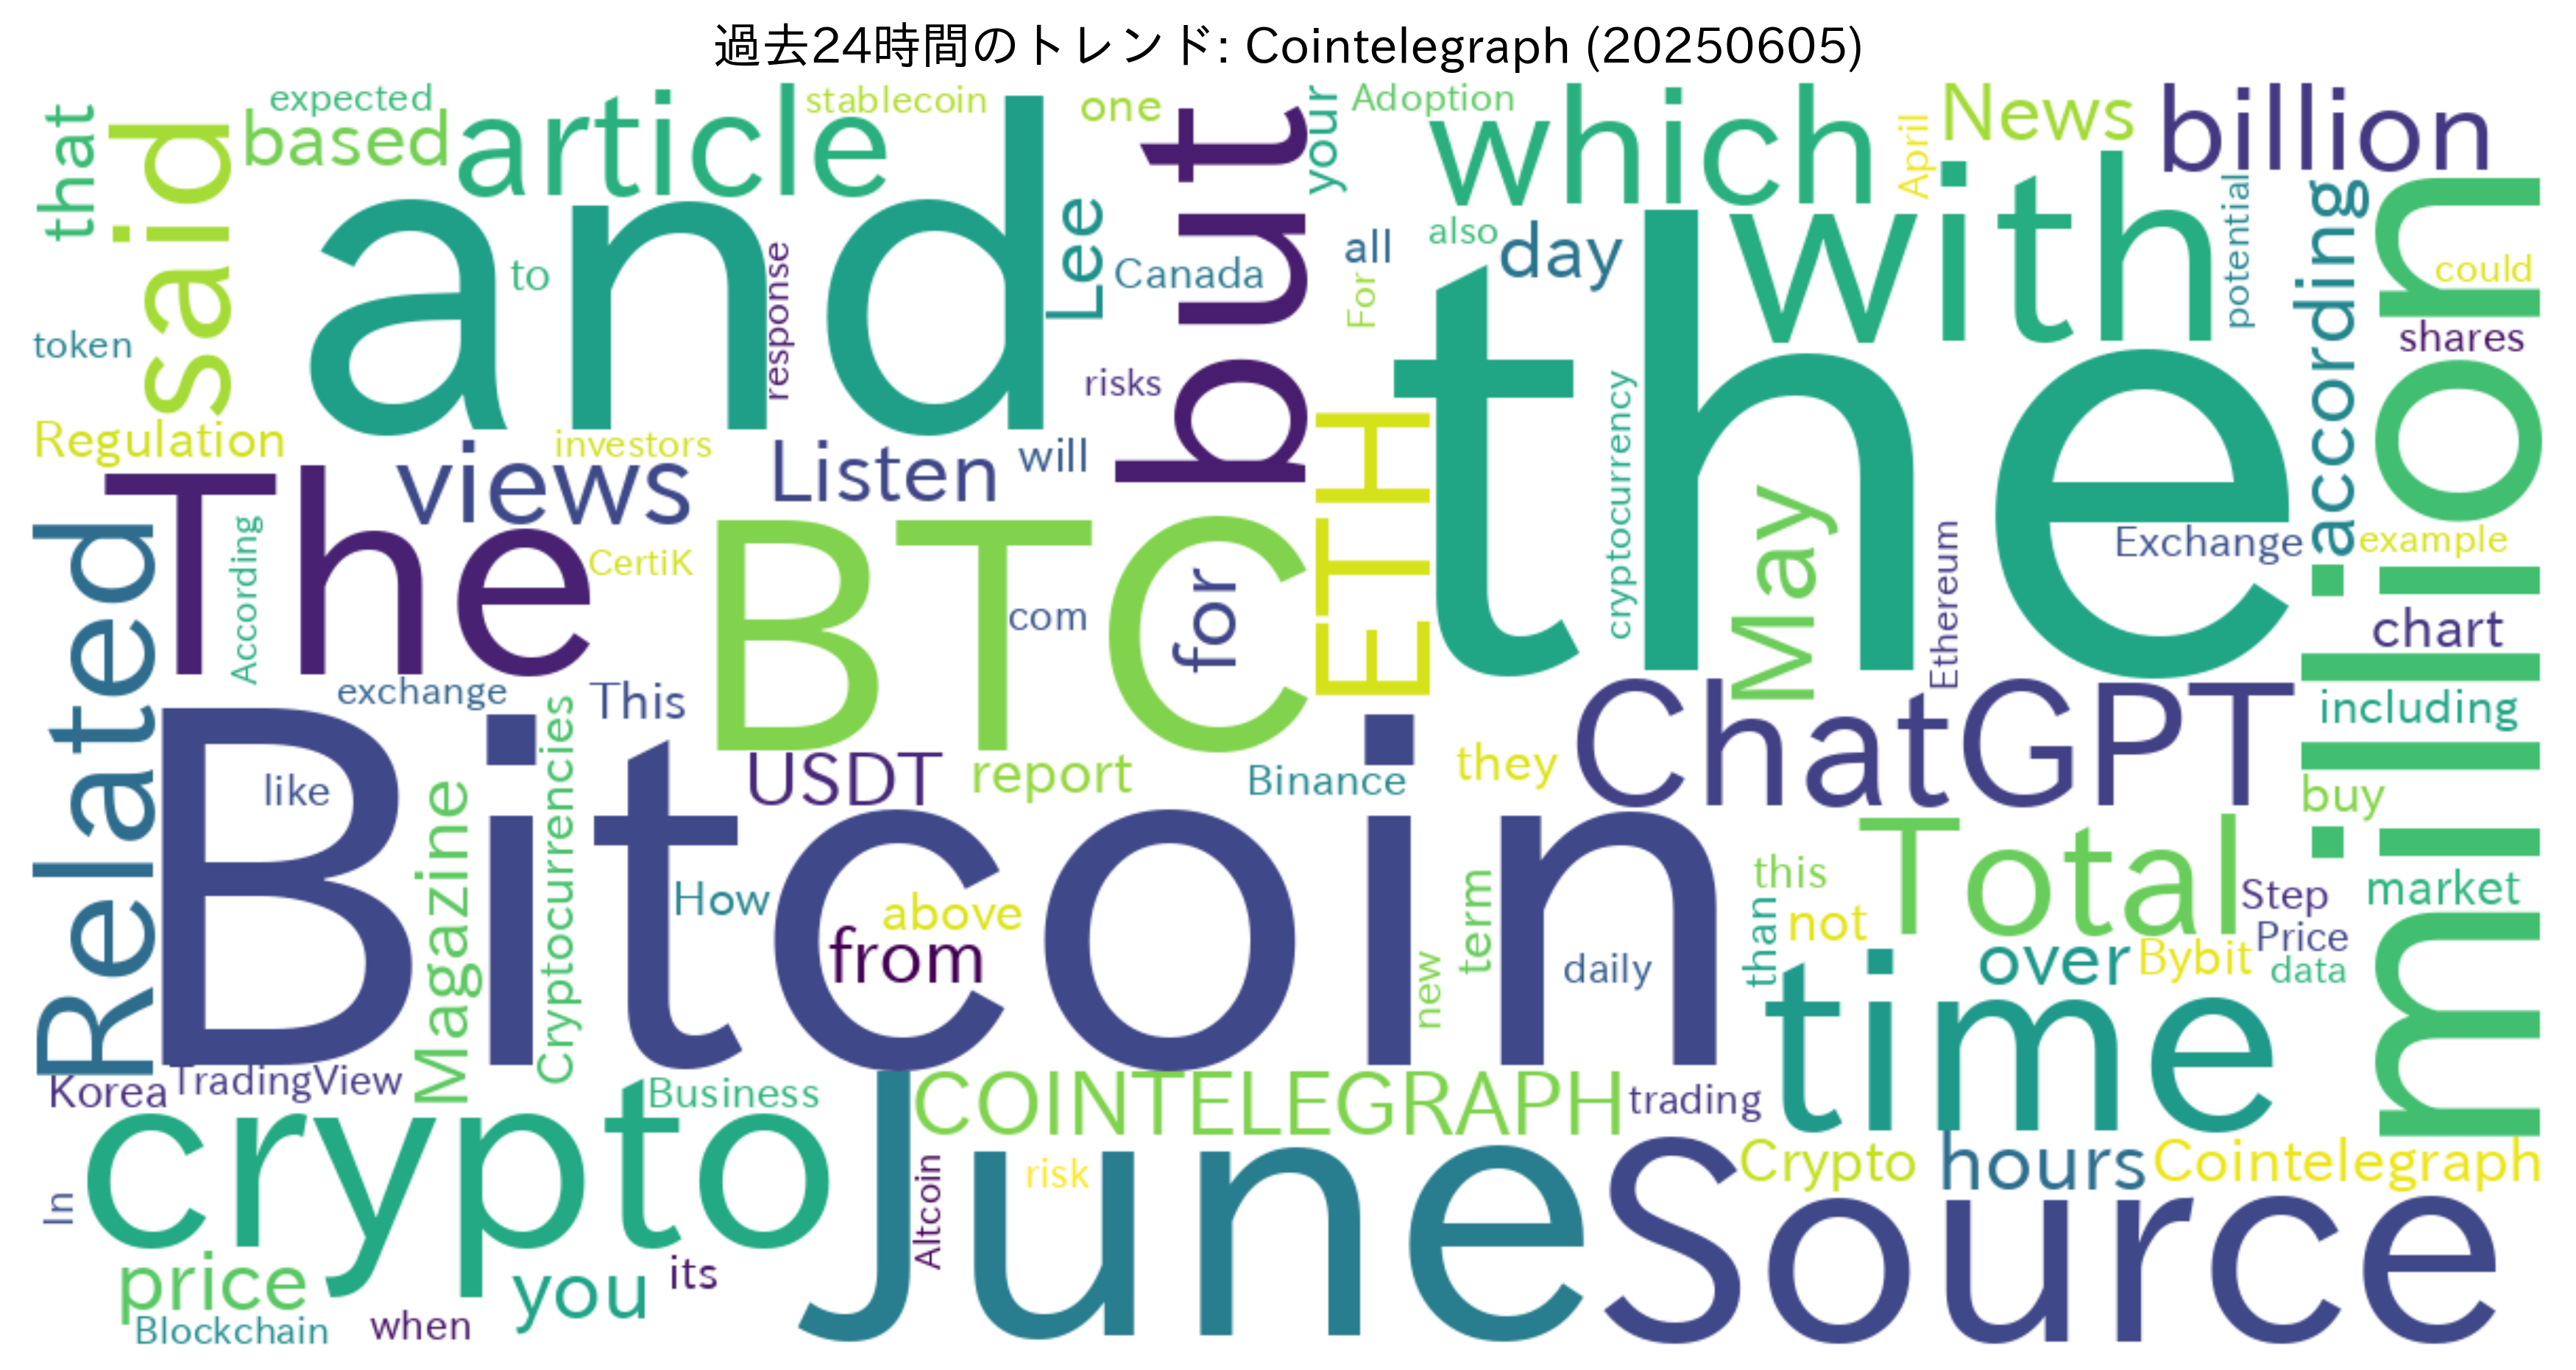 過去24時間のトレンド: Cointelegraph (20250605)
that
said
expected
based
article
stablecoin
one
but
your
Adoption
which
April
News
billion
and
to
response
Lee
Canada
all
also
For
day
with
the
potential
according
million
could
shares
token
risks
Regulation
investors
views
Listen
will
ETH
cryptocurrency
May
Ethereum
Exchange
example
Related
The
According
CertiK
BTC
com
for
chart
exchange
This
Cryptocurrencies
ChatGPT
including
Bitcoin
like
Magazine
USDT
report
Binance
they
buy
How
above
from
new
term
daily
this
than
not
Total
Step
market
over
Bybit
Price
data
time
Korea
TradingView
Business
COINTELEGRAPH
trading
crypto
In
June
Altcoin
risk
Source
Crypto
hours
Cointelegraph
price
you
its
Blockchain
when